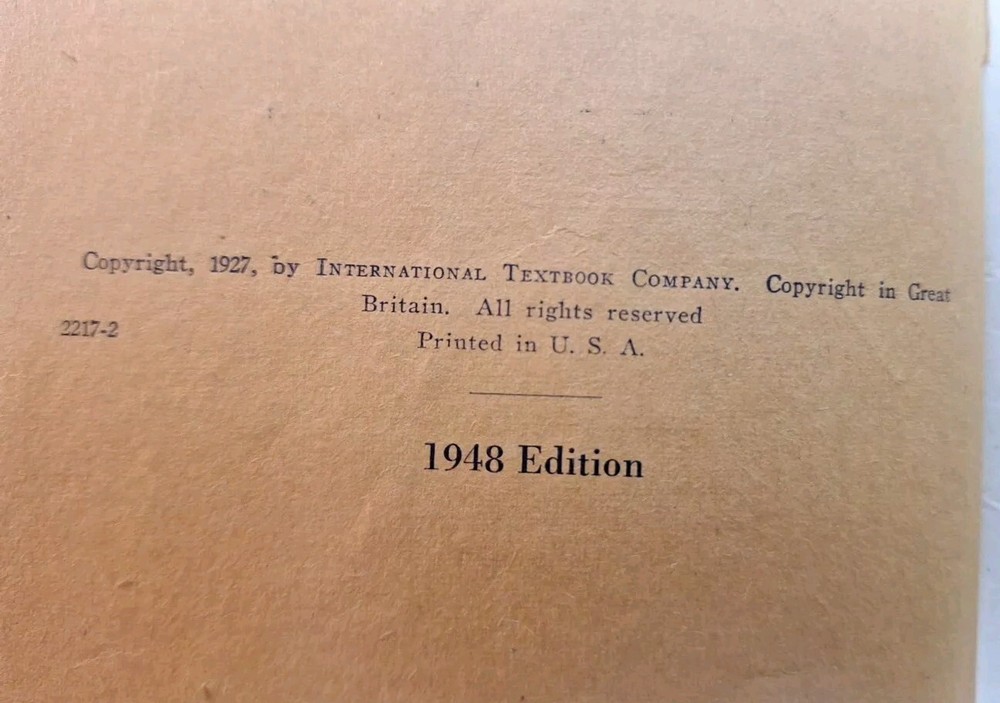 Copyright, 1927, by INTERNATIONAL TEXTBOOK COMPANY. Copyright in Great
Britain. All rights reserved
2217-2
Printed in U. S. A.
1948 Edition